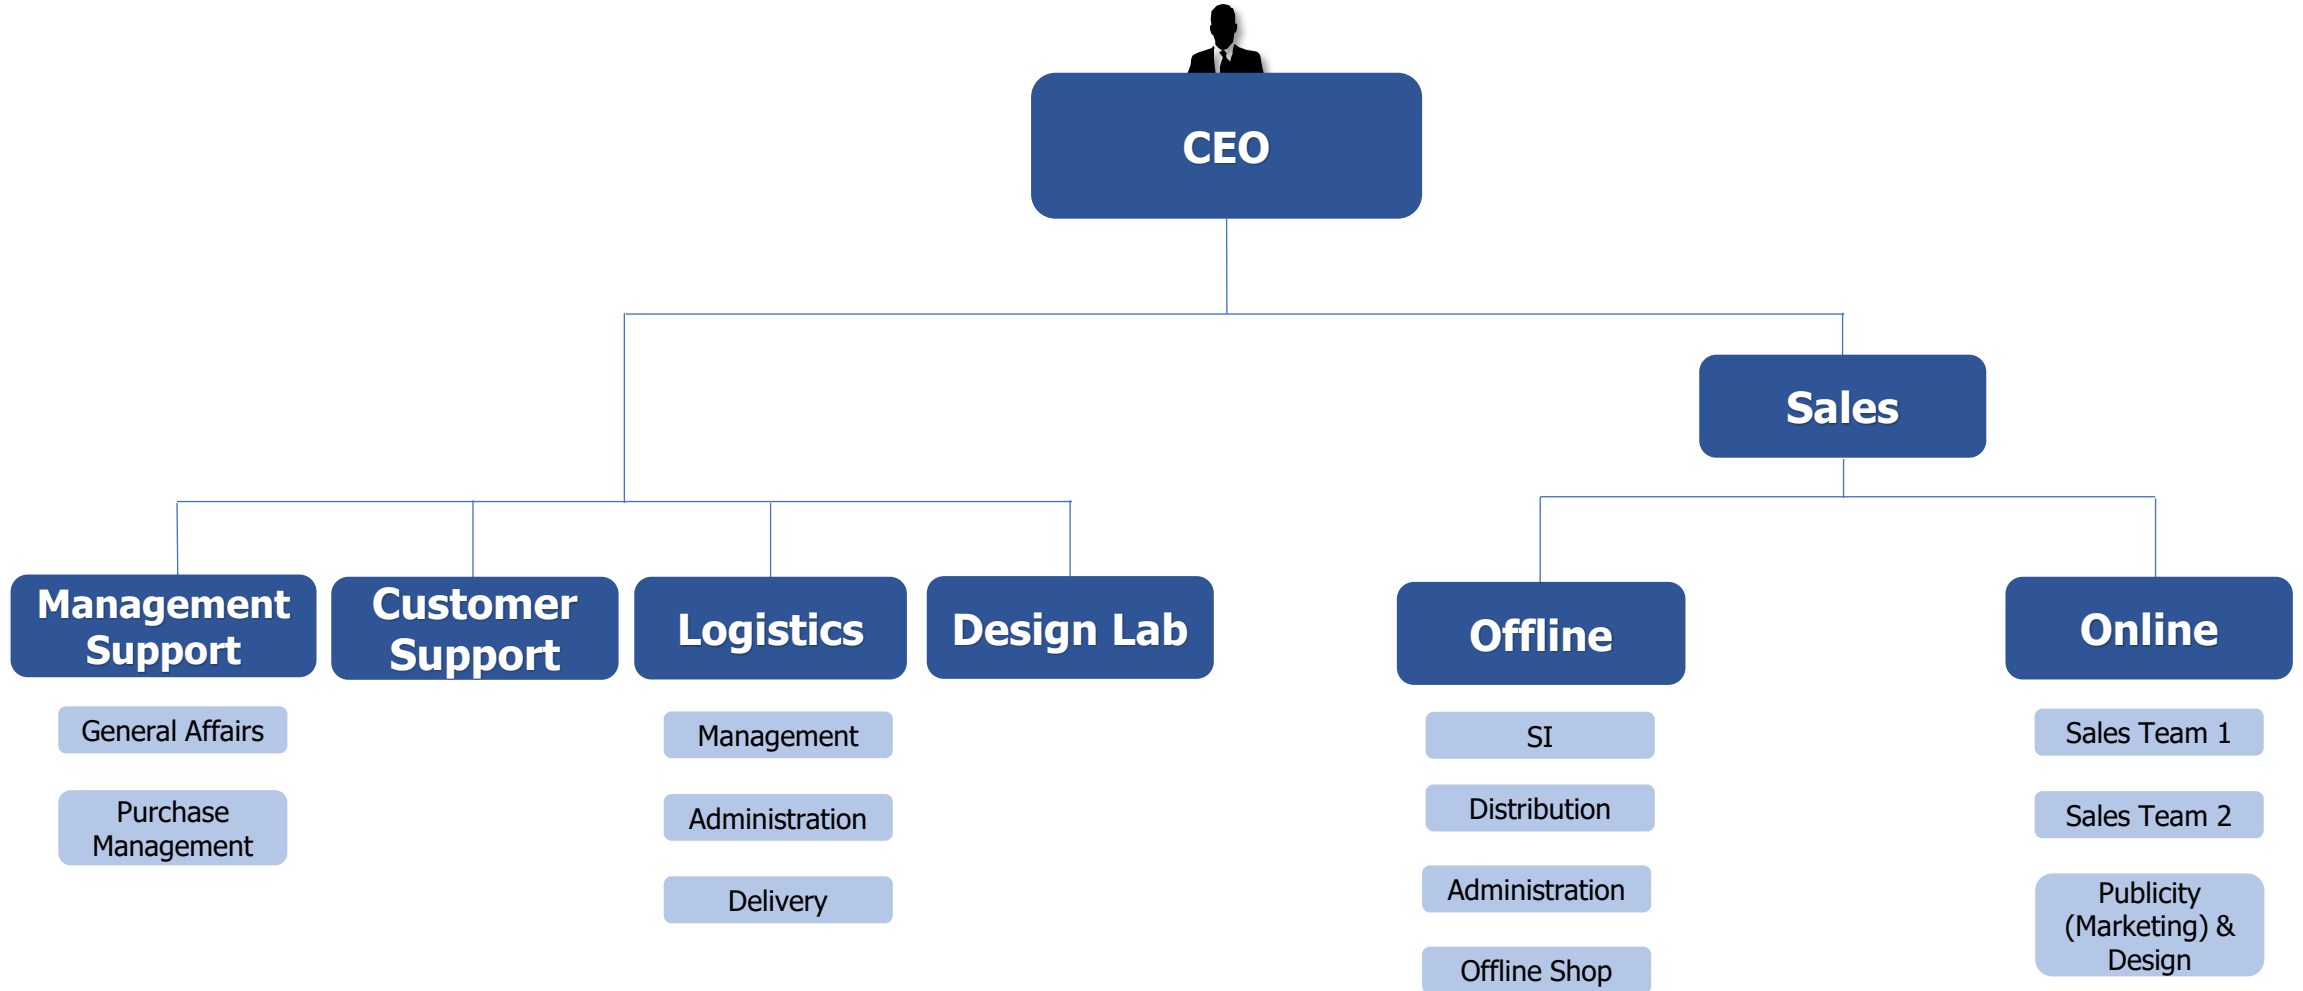 CEO
Sales
Management
Support
Customer
Support
Logistics
Design Lab
Offline
Online
General Affairs
Purchase
Management
Management
Administration
Delivery
SI
Distribution
Administration
Offline Shop
Sales Team 1
Sales Team 2
Publicity
(Marketing) &
Design